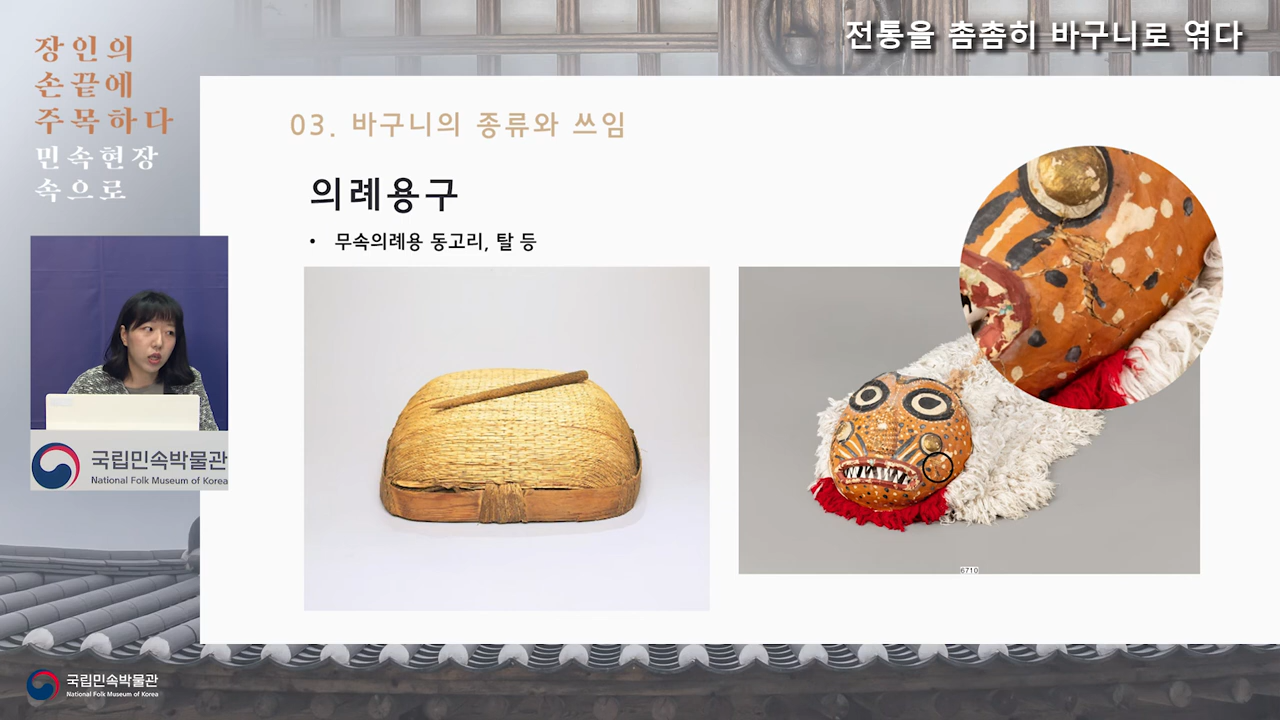 전통을 촘촘히 바구니로 엮다
장인의
손끝에
주목하다
민속현장
속으로
03. 바구니의 종류와 쓰임
의례용구
• 무속의례용 동고리, 탈 등
6710
국립민속박물관
National Folk Museum of Korea
국립민속박물관
National Folk Museum of Korea